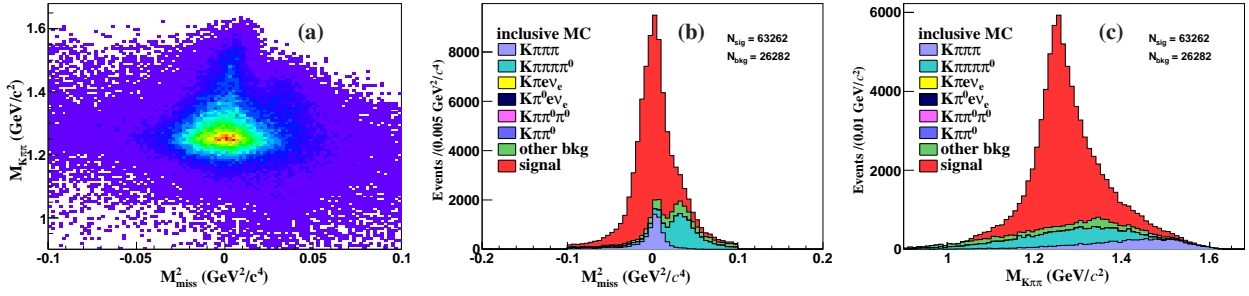 (a)
1.6
1.4
1.2
1
M_Kππ (GeV/c²)
-0.1 -0.05 0 0.05 0.1
M²_miss (GeV²/c⁴)
(b)
inclusive MC
Kπππ
Kππππ⁰
Kπeν_e
Kπ⁰eν_e
Kππ⁰π⁰
Kππ⁰
other bkg
signal
N_sig = 63262
N_bkg = 26282
8000
6000
4000
2000
0
Events /(0.005 GeV²/c⁴)
-0.2 -0.1 0 0.1 0.2
M²_miss (GeV²/c⁴)
(c)
inclusive MC
Kπππ
Kππππ⁰
Kπeν_e
Kπ⁰eν_e
Kππ⁰π⁰
Kππ⁰
other bkg
signal
N_sig = 63262
N_bkg = 26282
6000
4000
2000
0
Events /(0.01 GeV/c²)
1 1.2 1.4 1.6
M_Kππ (GeV/c²)